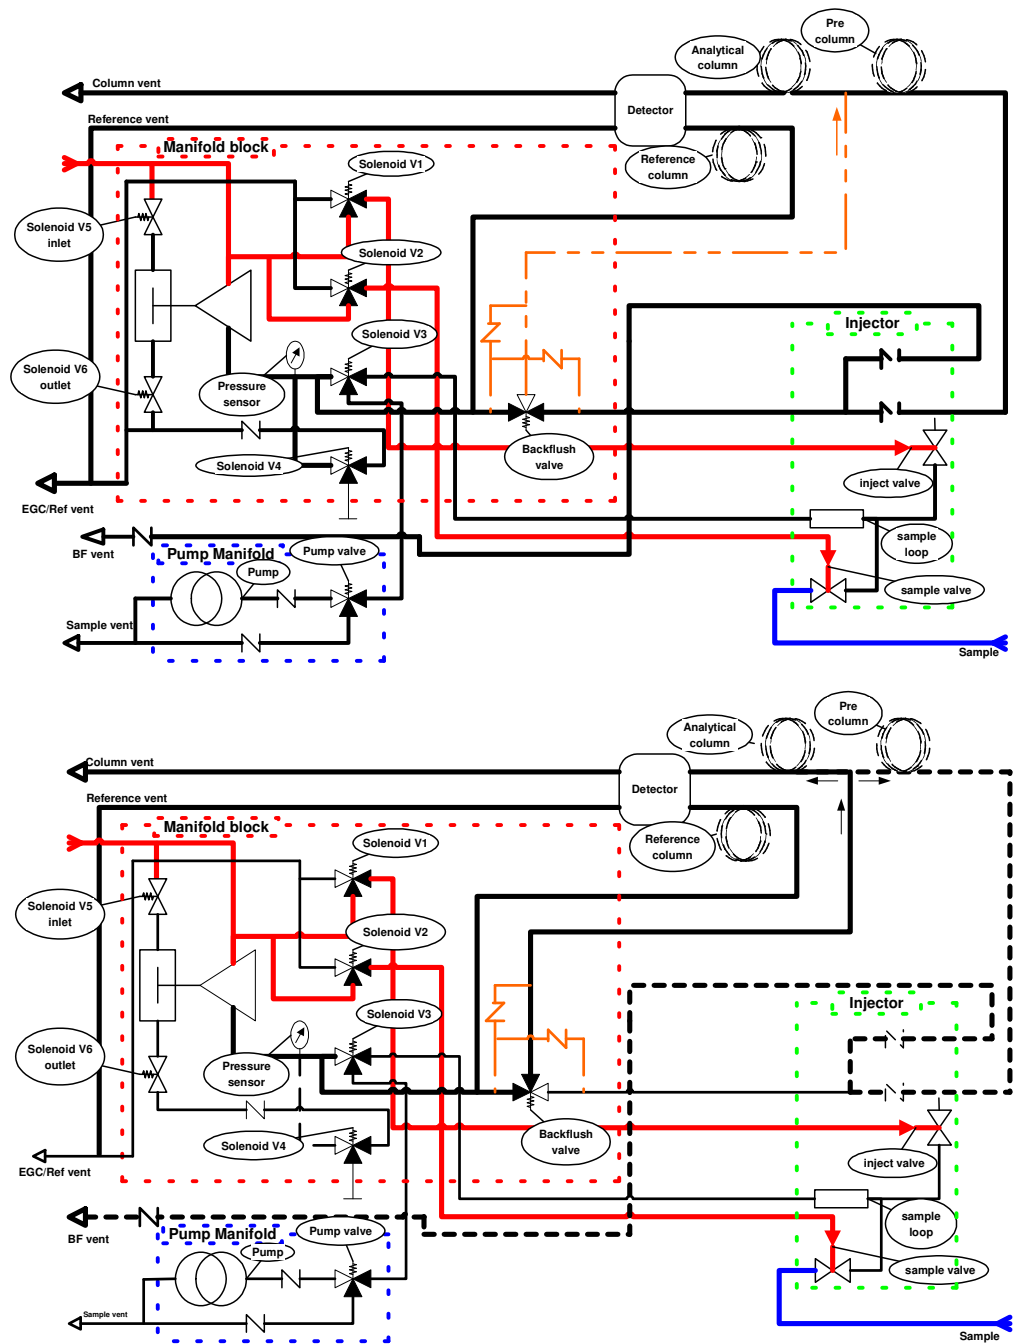 Pre
column
Analytical
column
Column vent
Detector
Reference vent
Manifold block
Solenoid V1
Reference
column
Solenoid V5
inlet
Solenoid V2
Solenoid V3
Injector
Solenoid V6
outlet
Pressure
sensor
Backflush
valve
Solenoid V4
inject valve
EGC/Ref vent
sample
loop
BF vent
Pump Manifold
Pump valve
Pump
sample valve
Sample vent
Sample
Pre
column
Analytical
column
Column vent
Detector
Reference vent
Manifold block
Solenoid V1
Reference
column
Solenoid V5
inlet
Solenoid V2
Injector
Solenoid V3
Solenoid V6
outlet
Pressure
sensor
Backflush
valve
Solenoid V4
inject valve
EGC/Ref vent
sample
loop
BF vent
Pump Manifold
Pump valve
Pump
sample valve
Sample vent
Sample